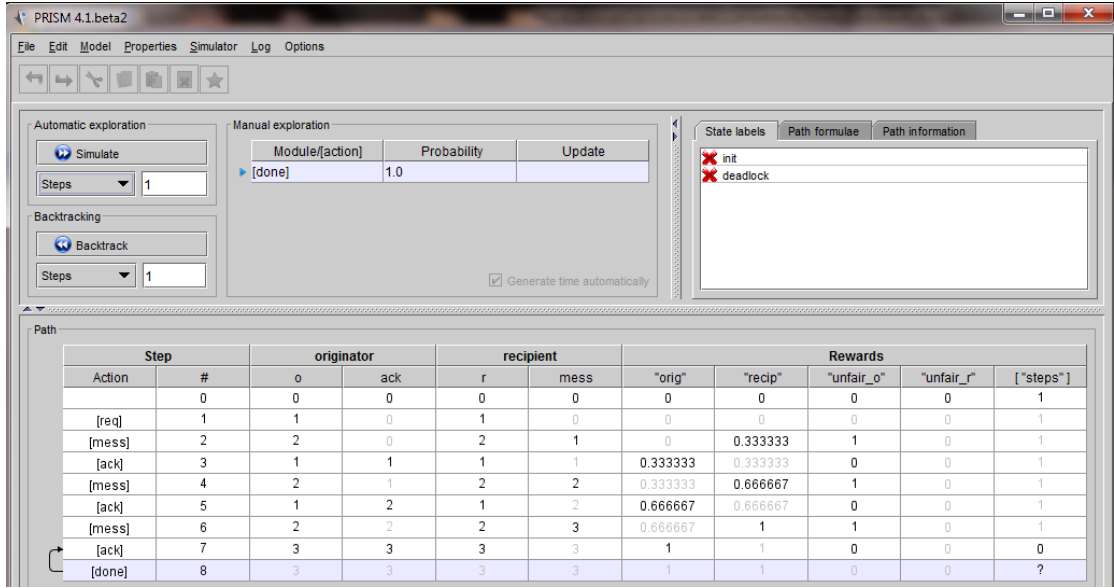 PRISM 4.1.beta2
File Edit Model Properties Simulator Log Options
Automatic exploration
Simulate
Steps 1
Backtracking
Backtrack
Steps 1
Manual exploration
Module/[action] Probability Update
[done] 1.0
Generate time automatically
State labels Path formulae Path information
init
deadlock
Path
Step originator recipient Rewards
Action # o ack r mess "orig" "recip" "unfair_o" "unfair_r" ["steps"]
0 0 0 0 0 0 0 0 0 1
[req] 1 1 0 1 0 0 0 0 0 1
[mess] 2 2 0 2 1 0 0.333333 1 0 1
[ack] 3 1 1 1 1 0.333333 0.333333 0 0 1
[mess] 4 2 1 2 2 0.333333 0.666667 1 0 1
[ack] 5 1 2 1 2 0.666667 0.666667 0 0 1
[mess] 6 2 2 2 3 0.666667 1 1 0 1
[ack] 7 3 3 3 3 1 1 0 0 0
[done] 8 3 3 3 3 1 1 0 0 ?